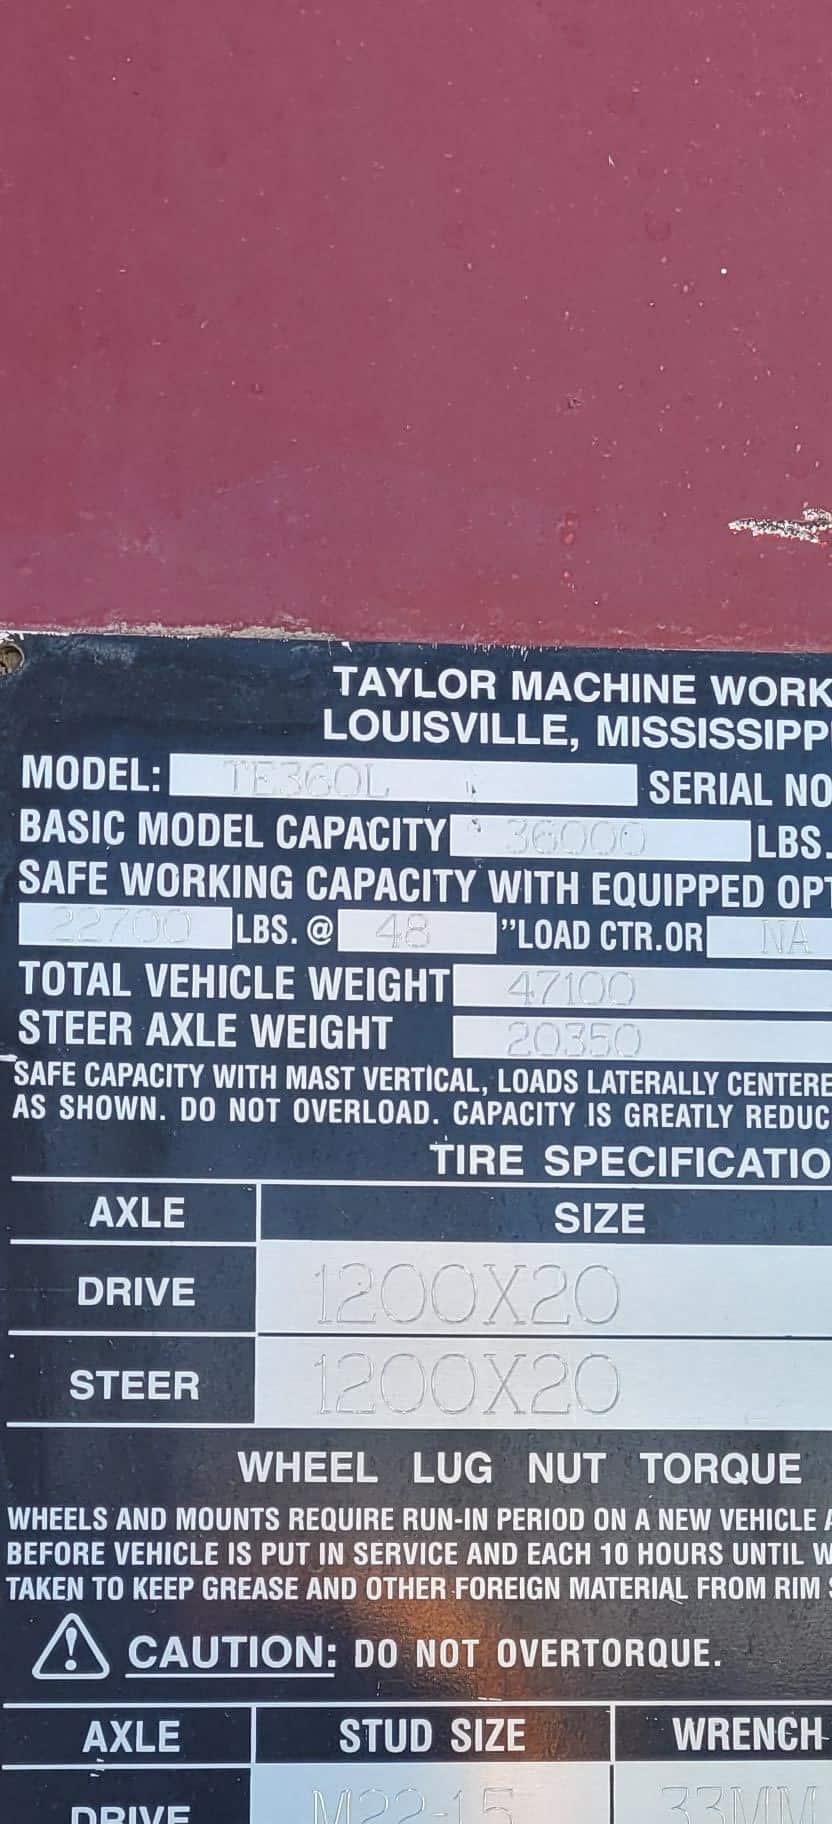 TAYLOR MACHINE WORK
LOUISVILLE, MISSISSIPPI
MODEL: TE360L SERIAL NO
BASIC MODEL CAPACITY 36000 LBS.
SAFE WORKING CAPACITY WITH EQUIPPED OPT
22700 LBS. @ 48 "LOAD CTR.OR NA
TOTAL VEHICLE WEIGHT 47100
STEER AXLE WEIGHT 20350
SAFE CAPACITY WITH MAST VERTICAL, LOADS LATERALLY CENTERE
AS SHOWN. DO NOT OVERLOAD. CAPACITY IS GREATLY REDUC
TIRE SPECIFICATIO
AXLE SIZE
DRIVE 1200X20
STEER 1200X20
WHEEL LUG NUT TORQUE
WHEELS AND MOUNTS REQUIRE RUN-IN PERIOD ON A NEW VEHICLE
BEFORE VEHICLE IS PUT IN SERVICE AND EACH 10 HOURS UNTIL W
TAKEN TO KEEP GREASE AND OTHER FOREIGN MATERIAL FROM RIM
CAUTION: DO NOT OVERTORQUE.
AXLE STUD SIZE WRENCH
DRIVE M22-1.5 33MM